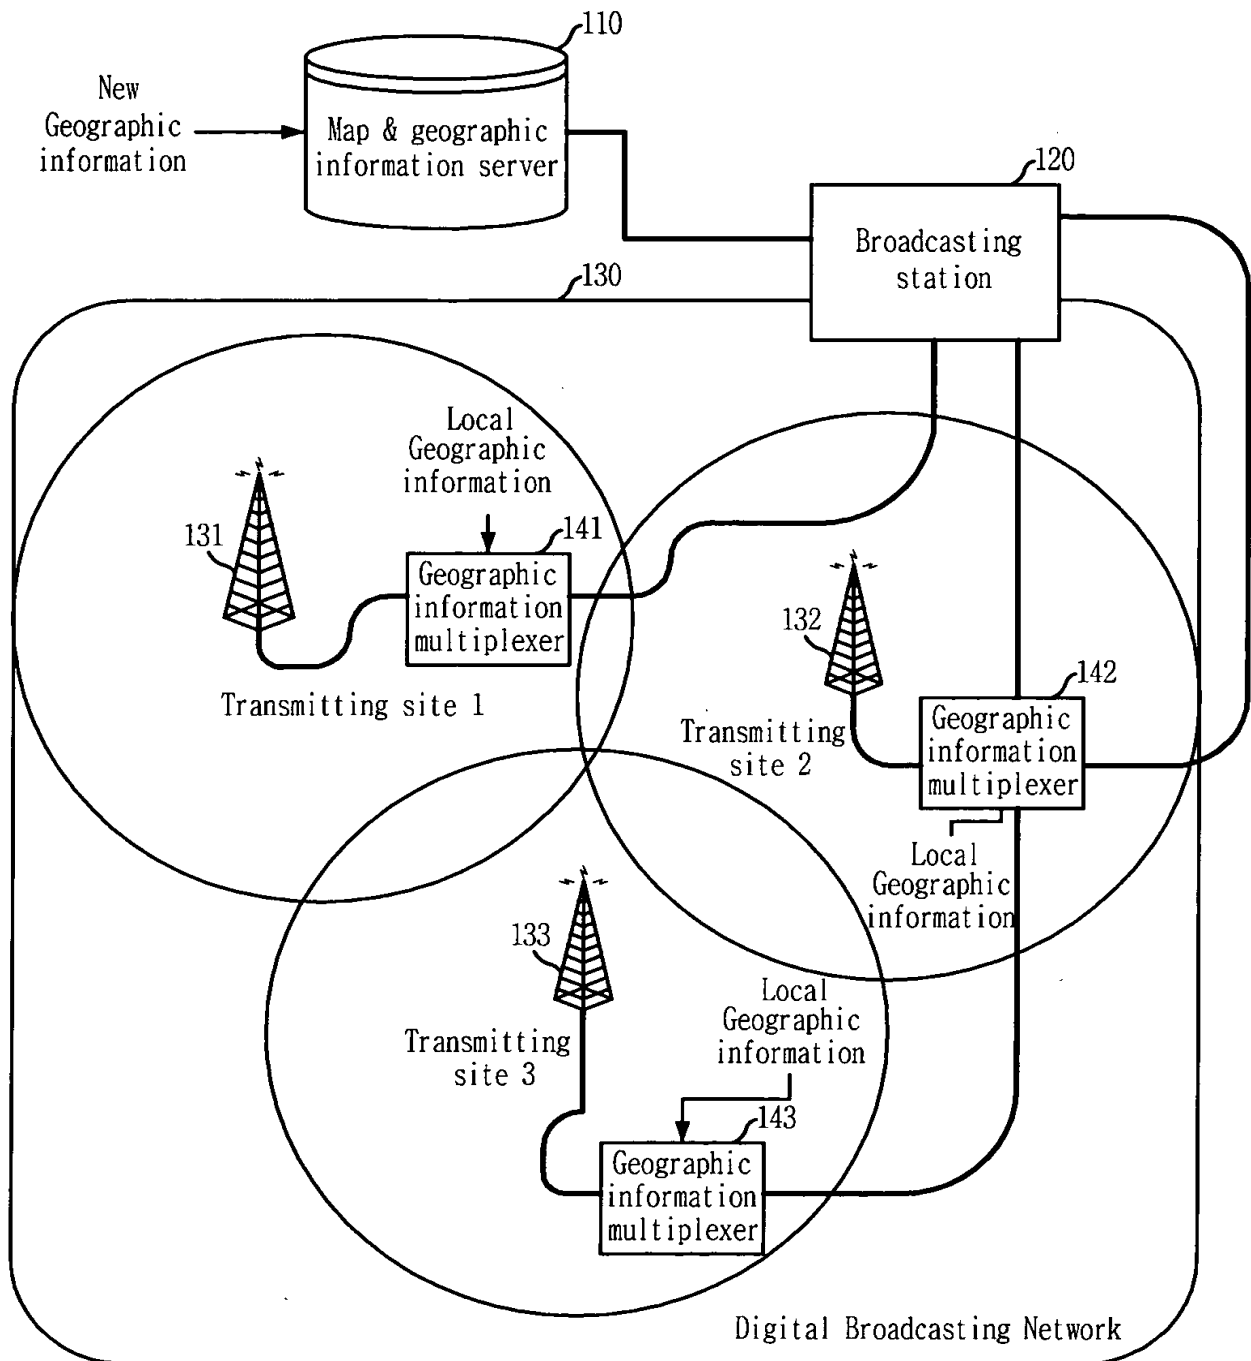 110
New
Geographic
information
Map & geographic
information server
120
Broadcasting
station
130
Local
Geographic
information
131
141
Geographic
information
multiplexer
Transmitting site 1
132
142
Geographic
information
multiplexer
Transmitting
site 2
Local
Geographic
information
133
Transmitting
site 3
Local
Geographic
information
143
Geographic
information
multiplexer
Digital Broadcasting Network